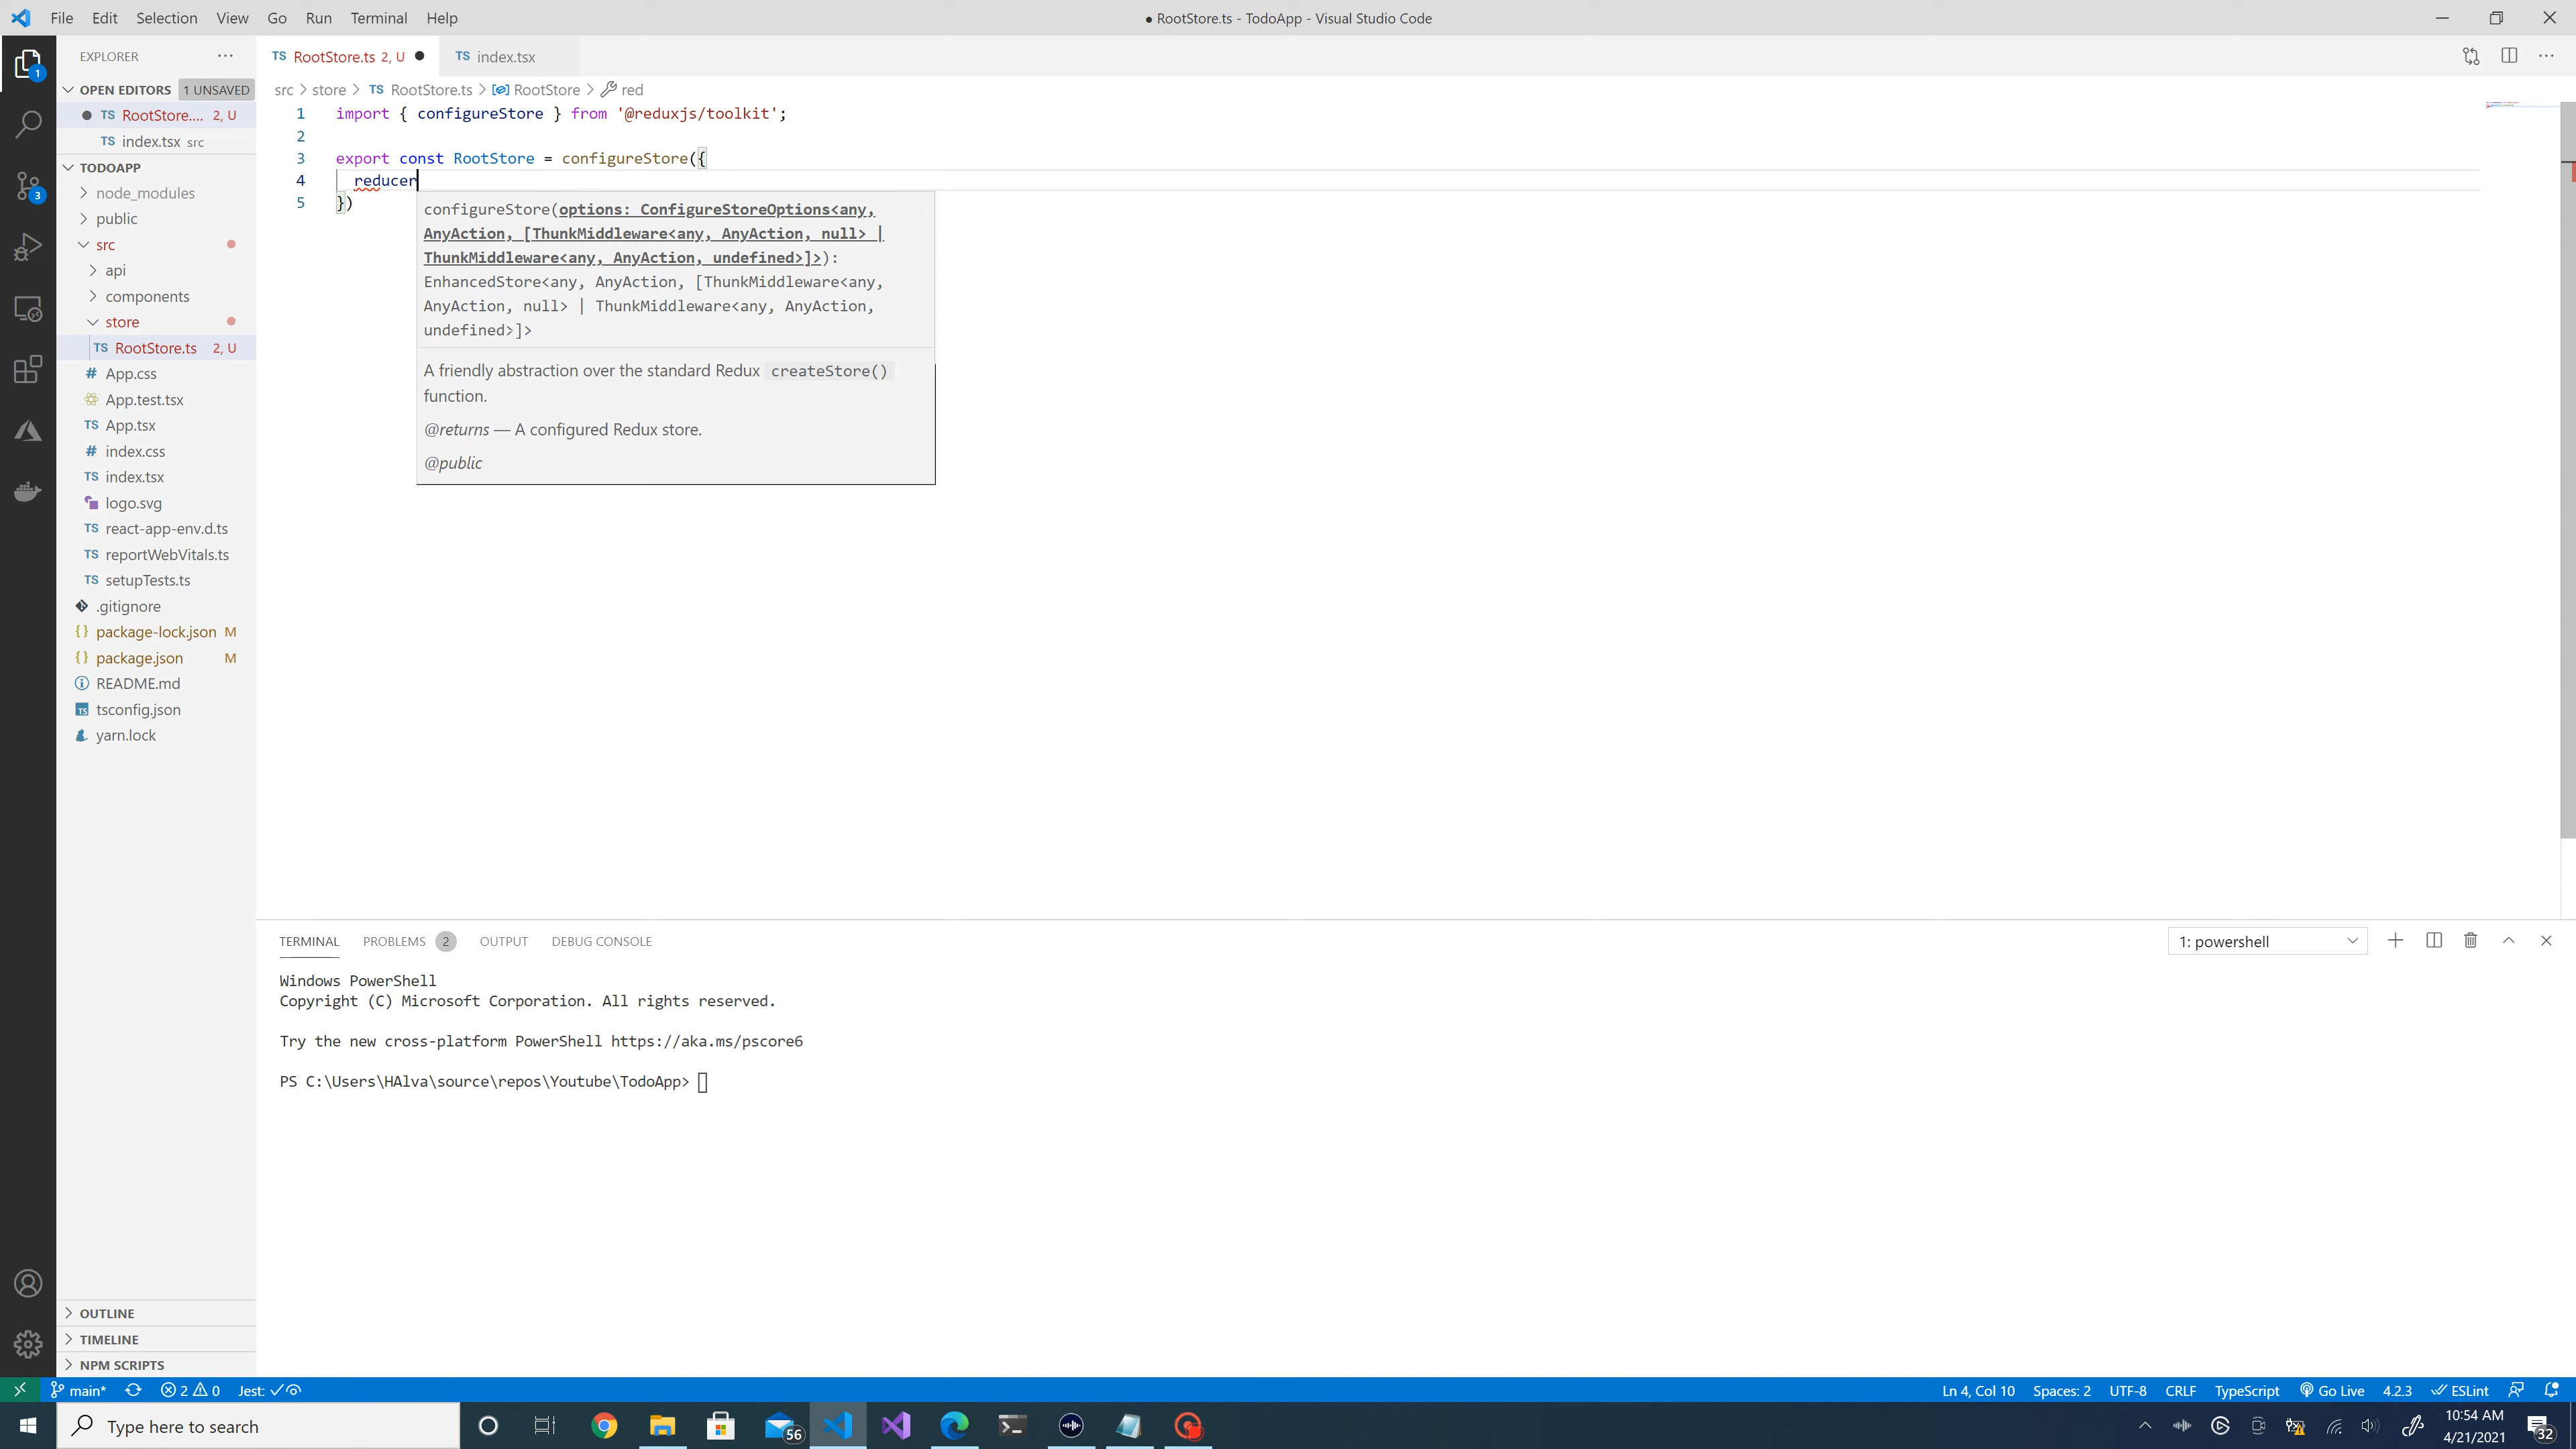 File Edit Selection View Go Run Terminal Help
● RootStore.ts - TodoApp - Visual Studio Code
EXPLORER
OPEN EDITORS 1 UNSAVED
RootStore.... 2, U
TS index.tsx src
TODOAPP
node_modules
public
src
api
components
store
TS RootStore.ts 2, U
# App.css
App.test.tsx
TS App.tsx
# index.css
TS index.tsx
logo.svg
TS react-app-env.d.ts
TS reportWebVitals.ts
TS setupTests.ts
.gitignore
{} package-lock.json M
{} package.json M
README.md
tsconfig.json
yarn.lock
OUTLINE
TIMELINE
NPM SCRIPTS
TS RootStore.ts 2, U ● TS index.tsx
src > store > TS RootStore.ts > RootStore > red
1 import { configureStore } from '@reduxjs/toolkit';
2
3 export const RootStore = configureStore({
4 reducer
5 })
configureStore(options: ConfigureStoreOptions<any,
AnyAction, [ThunkMiddleware<any, AnyAction, null> |
ThunkMiddleware<any, AnyAction, undefined>]>):
EnhancedStore<any, AnyAction, [ThunkMiddleware<any,
AnyAction, null> | ThunkMiddleware<any, AnyAction,
undefined>]>
A friendly abstraction over the standard Redux createStore()
function.
@returns — A configured Redux store.
@public
TERMINAL PROBLEMS 2 OUTPUT DEBUG CONSOLE
1: powershell
Windows PowerShell
Copyright (C) Microsoft Corporation. All rights reserved.
Try the new cross-platform PowerShell https://aka.ms/pscore6
PS C:\Users\HAlva\source\repos\Youtube\TodoApp>
main* 2 0 Jest:
Ln 4, Col 10 Spaces: 2 UTF-8 CRLF TypeScript Go Live 4.2.3 ESLint
Type here to search
56
10:54 AM
4/21/2021
32